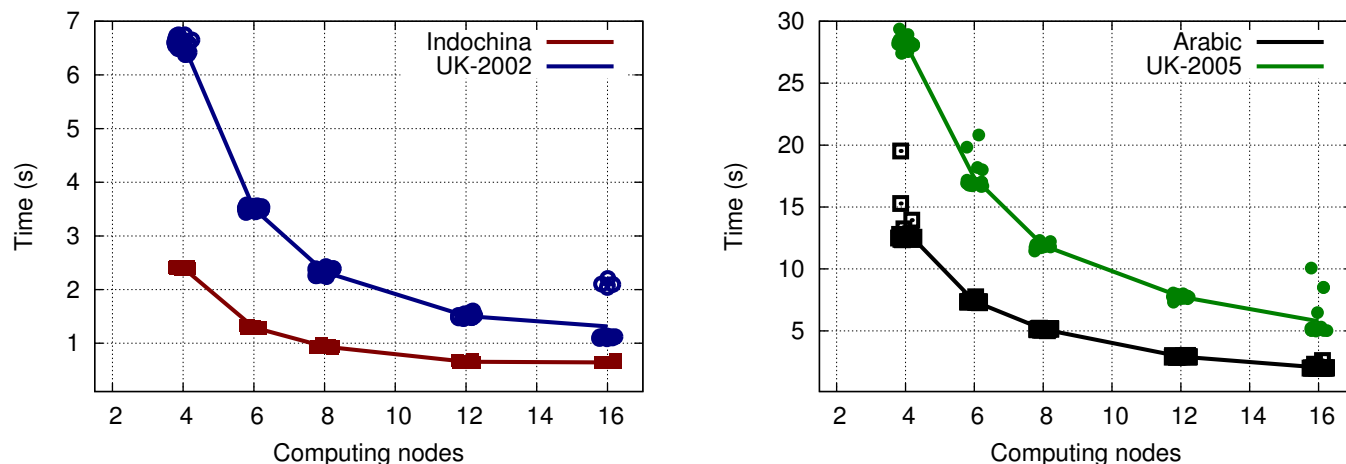 7
6
5
4
3
2
1
2 4 6 8 10 12 14 16
Time (s)
Computing nodes
Indochina
UK-2002
30
25
20
15
10
5
2 4 6 8 10 12 14 16
Time (s)
Computing nodes
Arabic
UK-2005